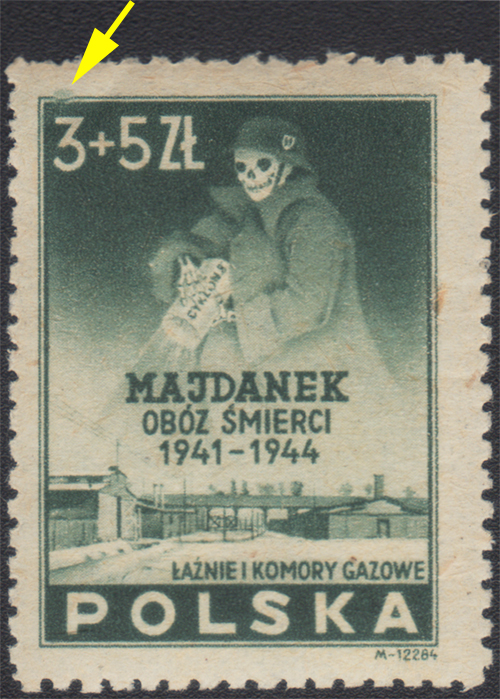 3+5 ZŁ
CYKLON B
MAJDANEK
OBÓZ ŚMIERCI
1941-1944
ŁAŹNIE I KOMORY GAZOWE
POLSKA
M-12284